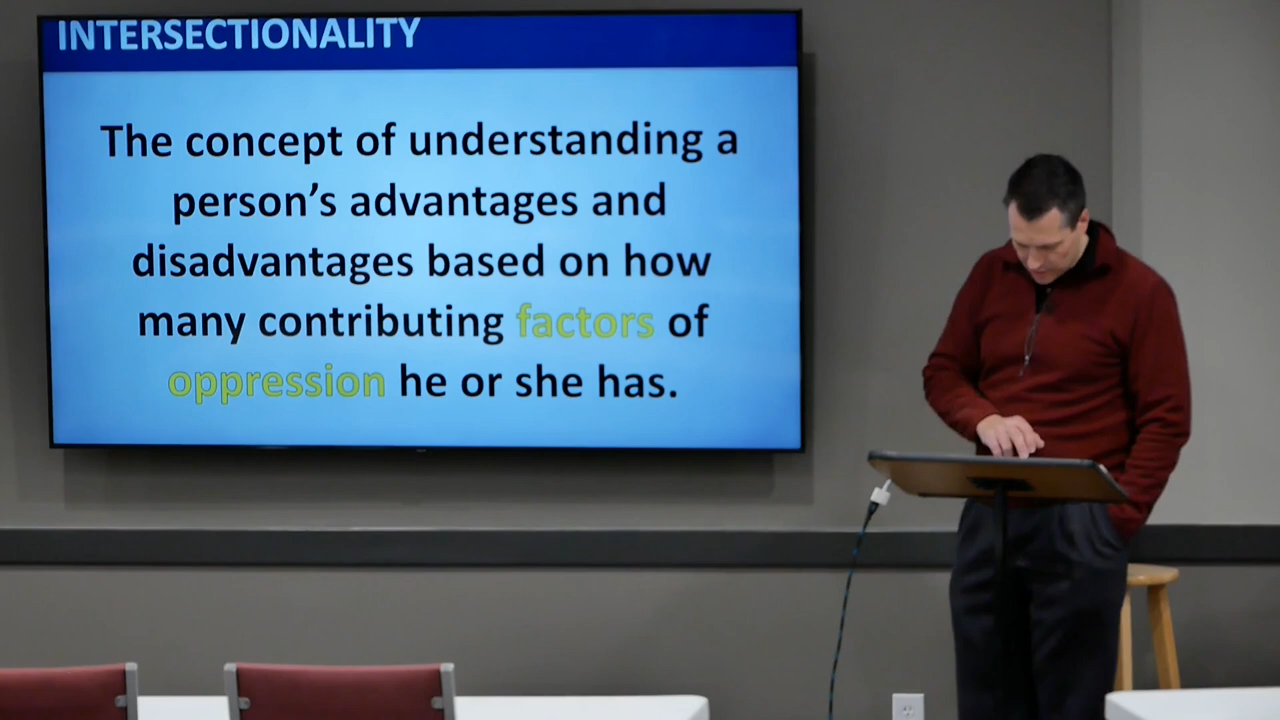 INTERSECTIONALITY
The concept of understanding a
person’s advantages and
disadvantages based on how
many contributing factors of
oppression he or she has.